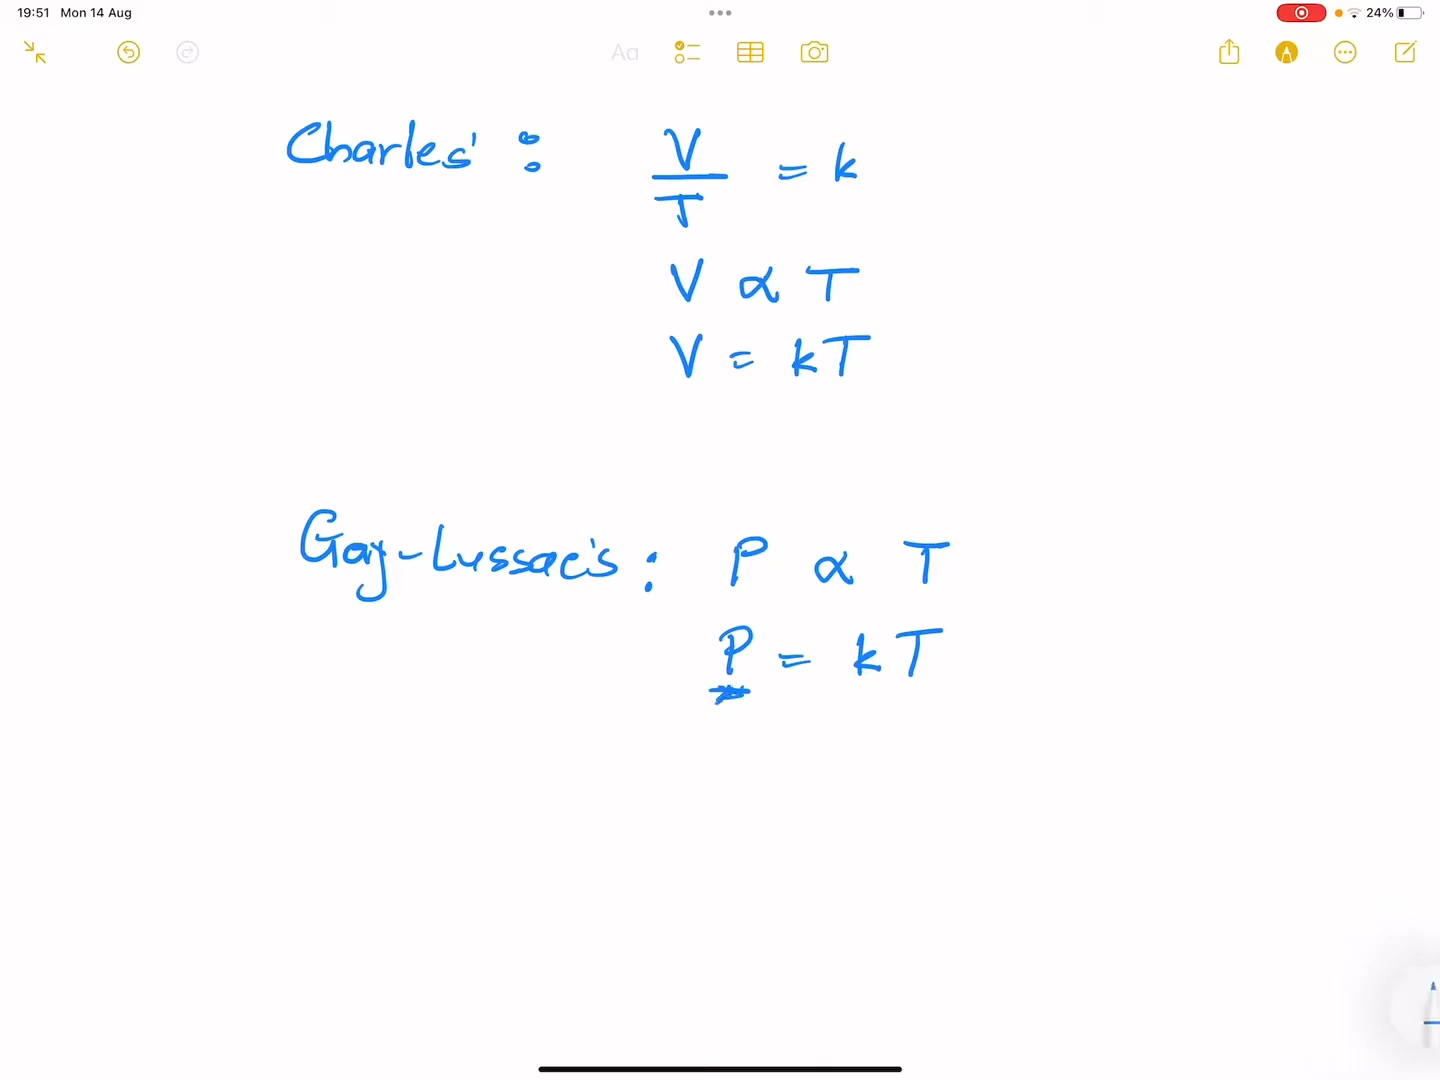 19:51 Mon 14 Aug
24%
Aa
Charles' : V/T = k
V ∝ T
V = kT
Gay-Lussac's : P ∝ T
P = kT